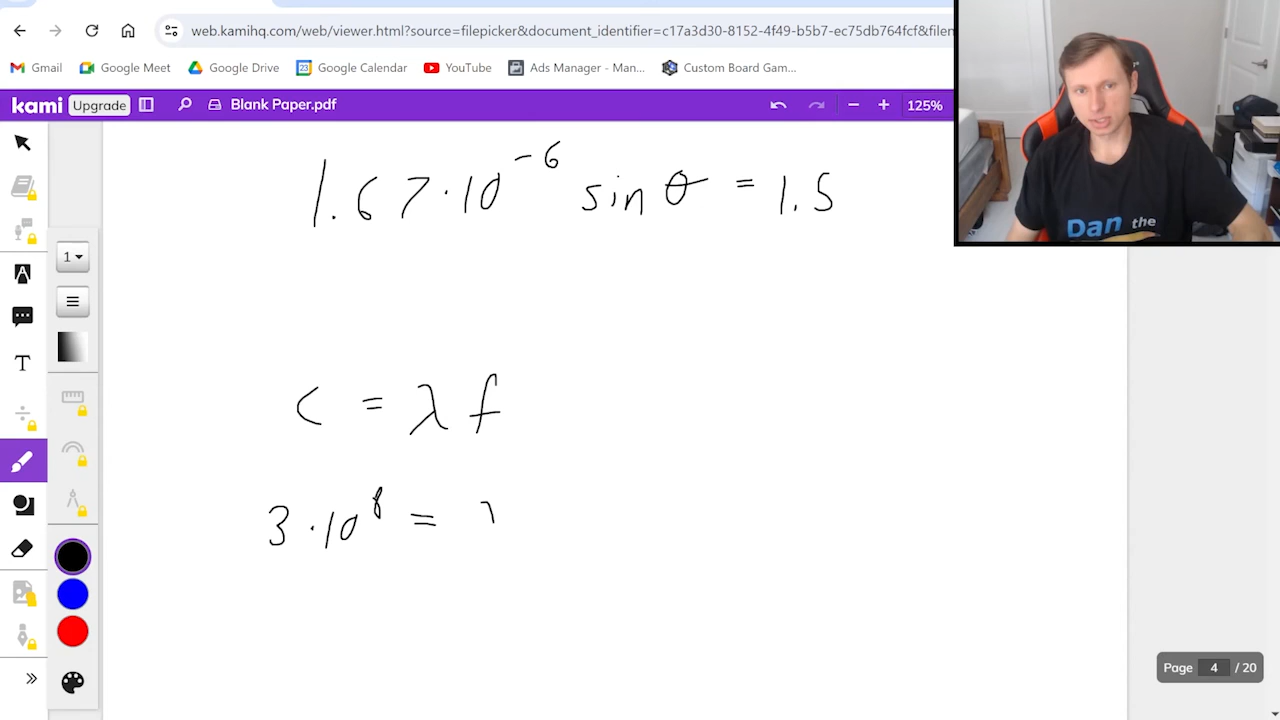 web.kamihq.com/web/viewer.html?source=filepicker&document_identifier=c17a3d30-8152-4f49-b5b7-ec75db764fcf&filen
Gmail Google Meet Google Drive 23 Google Calendar YouTube Ads Manager - Man... Custom Board Gam...
kami Upgrade Blank Paper.pdf 125%
Dan the
1.67·10⁻⁶ sin θ = 1.5
1
T
c = λ f
3·10⁸ =
Page 4 / 20